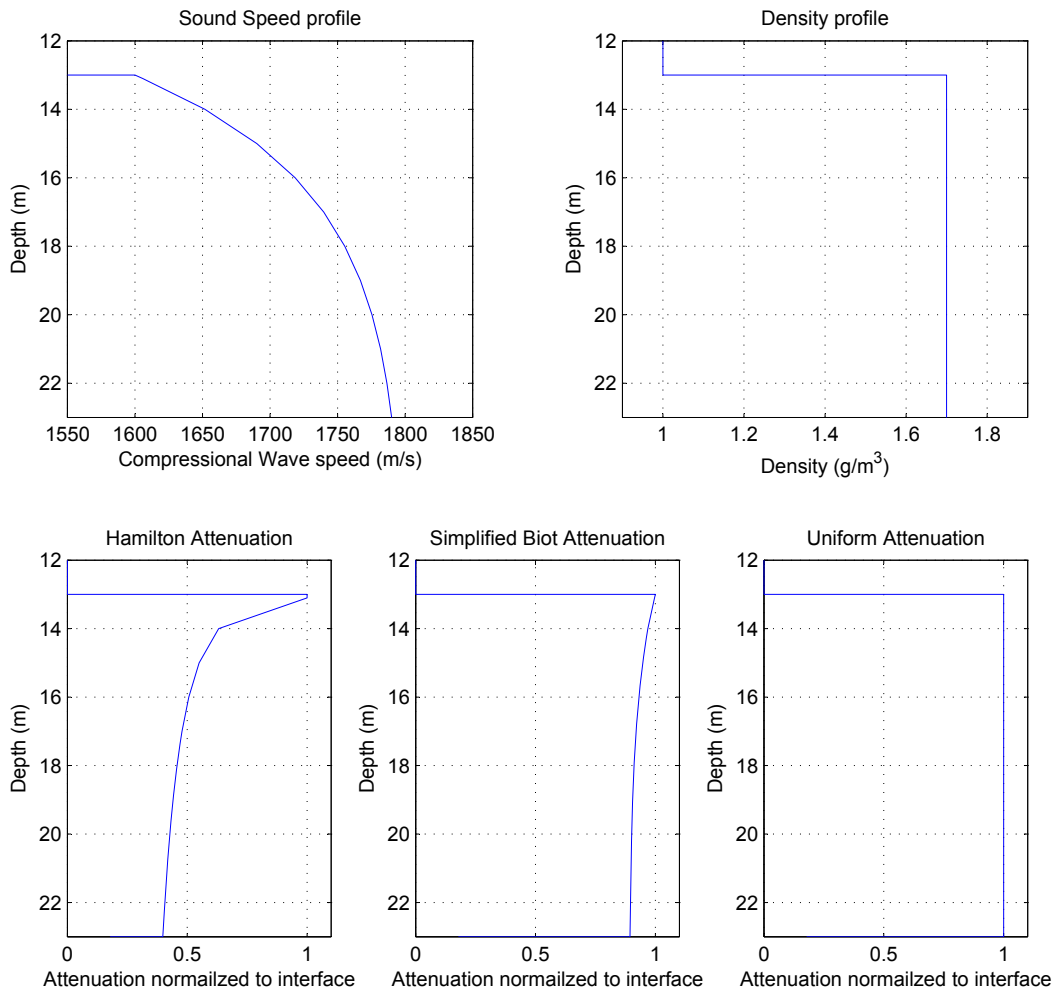 Sound Speed profile
12
14
16
18
20
22
Depth (m)
1550 1600 1650 1700 1750 1800 1850
Compressional Wave speed (m/s)
Density profile
12
14
16
18
20
22
Depth (m)
1 1.2 1.4 1.6 1.8
Density (g/m³)
Hamilton Attenuation
12
14
16
18
20
22
Depth (m)
0 0.5 1
Attenuation normailzed to interface
Simplified Biot Attenuation
12
14
16
18
20
22
Depth (m)
0 0.5 1
Attenuation normailzed to interface
Uniform Attenuation
12
14
16
18
20
22
Depth (m)
0 0.5 1
Attenuation normailzed to interface